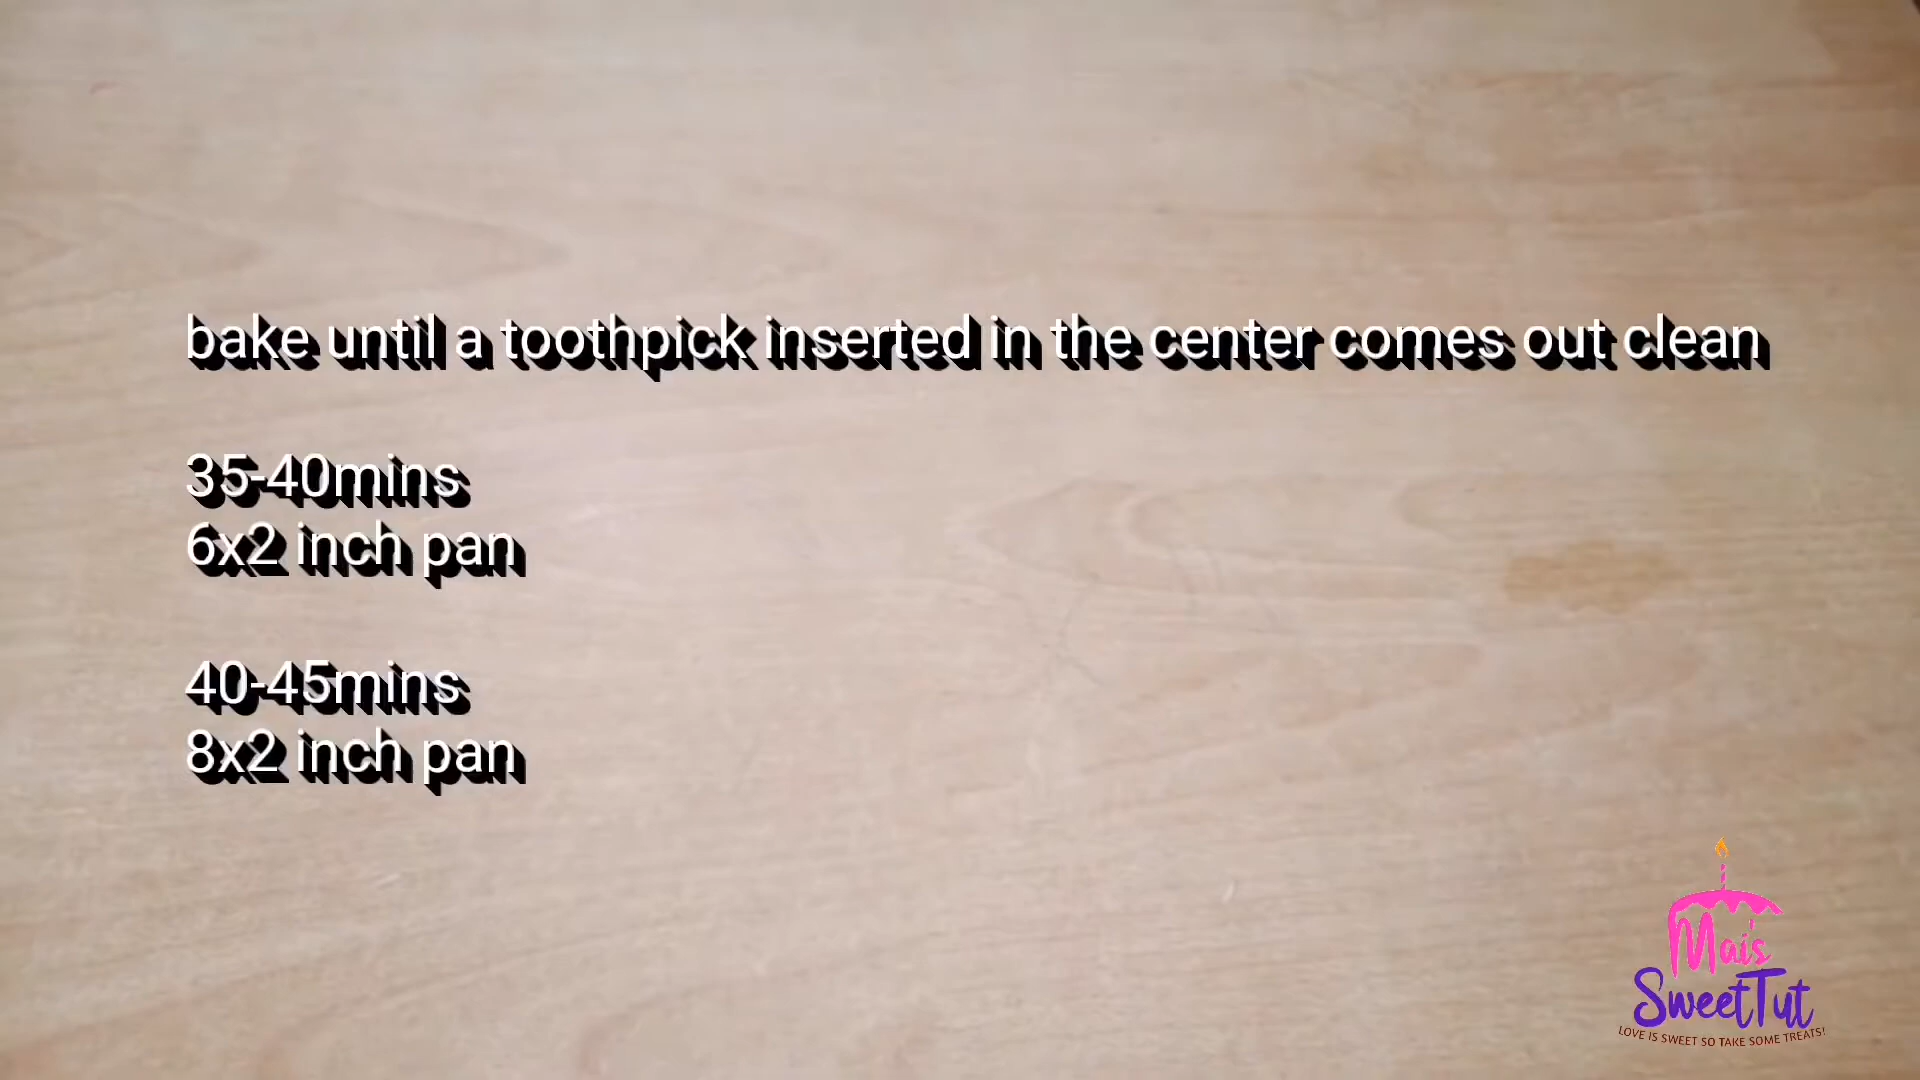 bake until a toothpick inserted in the center comes out clean
35-40mins
6x2 inch pan
40-45mins
8x2 inch pan
Mai's
SweetTut
LOVE IS SWEET SO TAKE SOME TREATS!